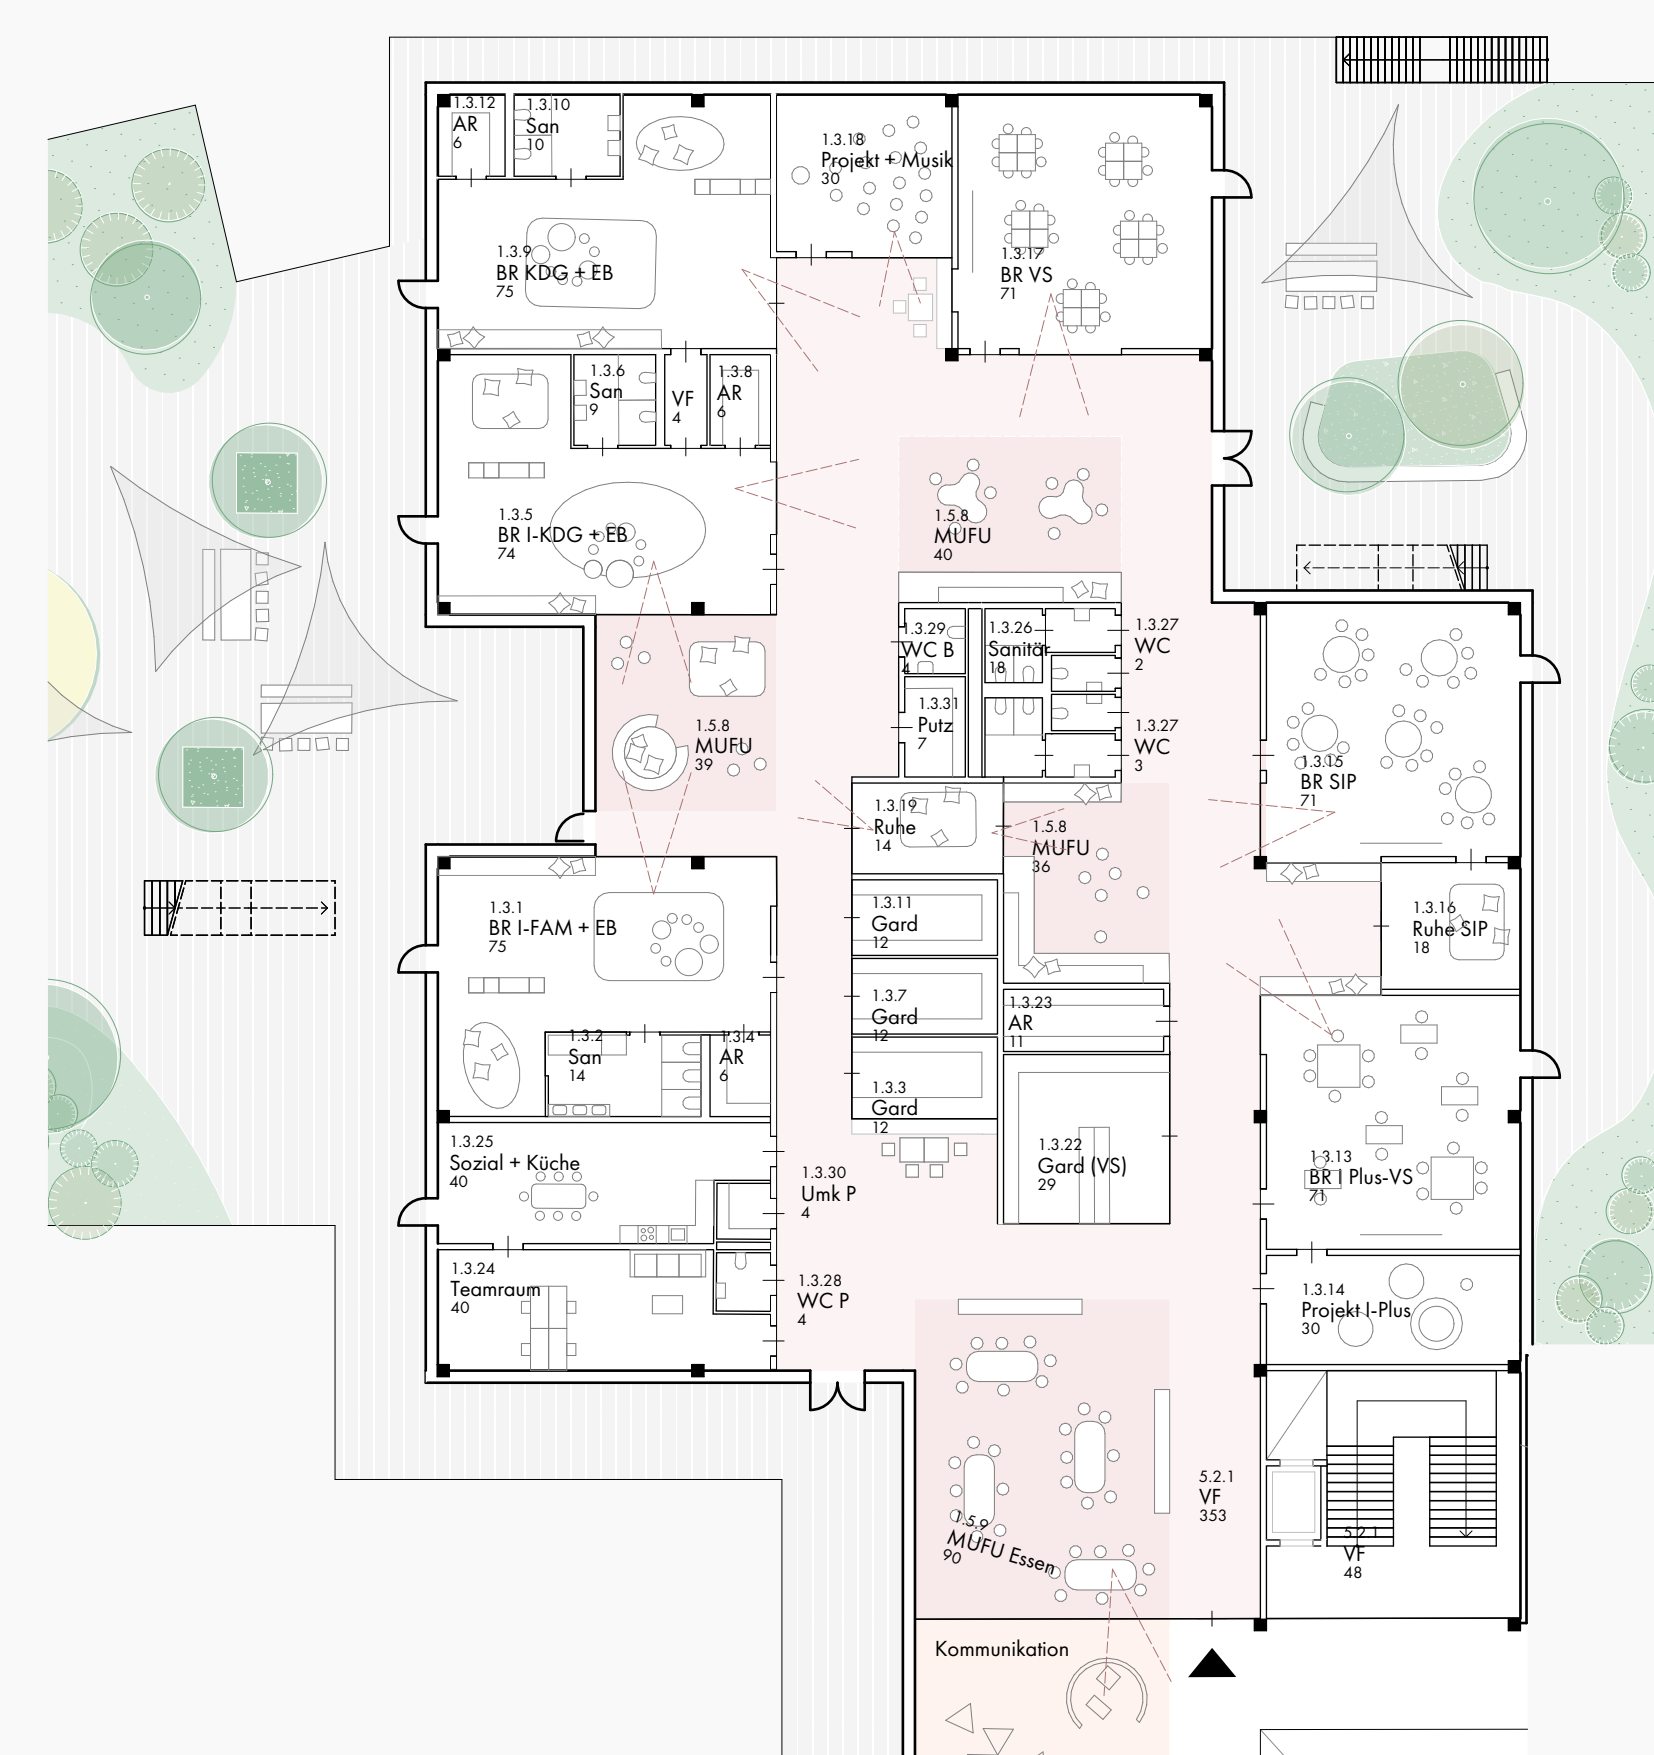 1.3.12
AR
6
1.3.10
San
10
1.3.18
Projekt + Musik
30
1.3.9
BR KDG + EB
75
1.3.17
BR VS
71
1.3.6
San
9
VF
4
1.3.8
AR
6
1.3.5
BR I-KDG + EB
74
1.5.8
MUFU
40
1.3.29
WC B
4
1.3.26
Sanitär
18
1.3.27
WC
2
1.3.31
Putz
7
1.3.27
WC
3
1.5.8
MUFU
39
1.3.15
BR SIP
71
1.3.19
Ruhe
14
1.5.8
MUFU
36
1.3.1
BR I-FAM + EB
75
1.3.11
Gard
12
1.3.16
Ruhe SIP
18
1.3.7
Gard
12
1.3.23
AR
11
1.3.2
San
14
1.3.4
AR
6
1.3.3
Gard
12
1.3.25
Sozial + Küche
40
1.3.30
Umk P
4
1.3.22
Gard (VS)
29
1.3.13
BR I Plus-VS
71
1.3.24
Teamraum
40
1.3.28
WC P
4
1.3.14
Projekt I-Plus
30
5.2.1
VF
353
1.5.9
MUFU Essen
90
5.2.1
VF
48
Kommunikation